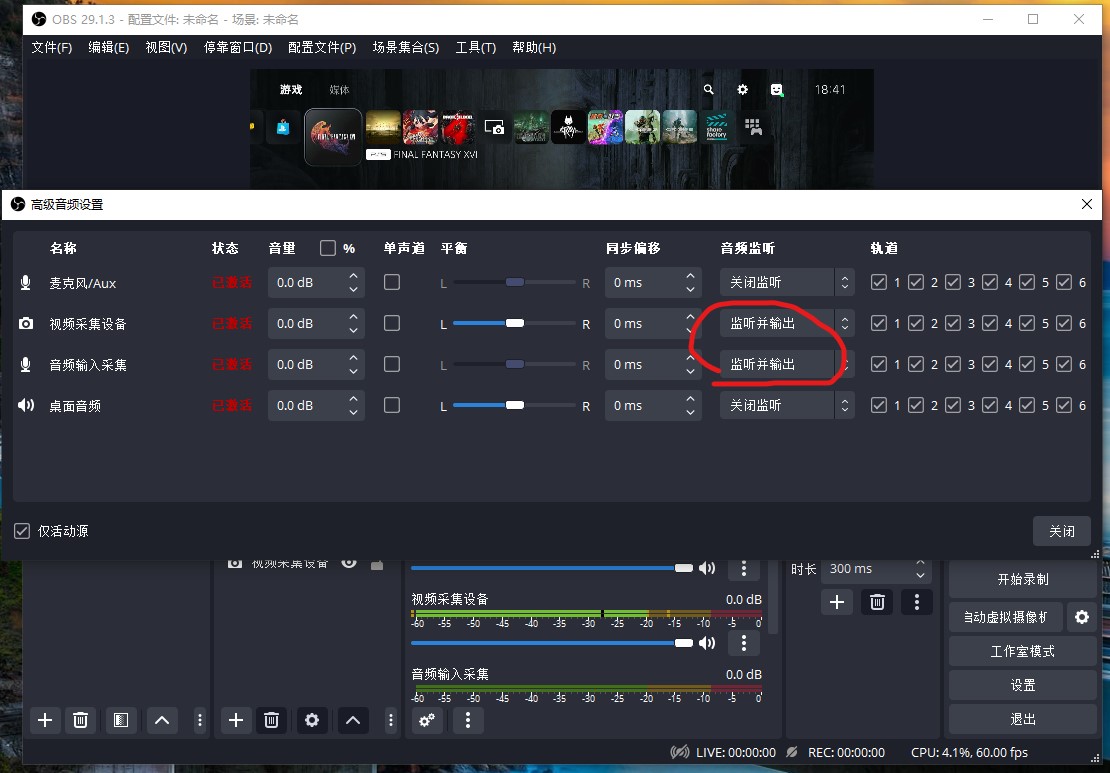 OBS 29.1.3 - 配置文件: 未命名 - 场景: 未命名
文件(F) 编辑(E) 视图(V) 停靠窗口(D) 配置文件(P) 场景集合(S) 工具(T) 帮助(H)
游戏 媒体 18:41
FINAL FANTASY XVI
share factory
PS5 FINAL FANTASY XVI
高级音频设置
名称 状态 音量 % 单声道 平衡 同步偏移 音频监听 轨道
麦克风/Aux 已激活 0.0 dB L R 0 ms 关闭监听 1 2 3 4 5 6
视频采集设备 已激活 0.0 dB L R 0 ms 监听并输出 1 2 3 4 5 6
音频输入采集 已激活 0.0 dB L R 0 ms 监听并输出 1 2 3 4 5 6
桌面音频 已激活 0.0 dB L R 0 ms 关闭监听 1 2 3 4 5 6
仅活动源 关闭
视频采集设备 时长 300 ms
开始录制
视频采集设备 0.0 dB
-60 -55 -50 -45 -40 -35 -30 -25 -20 -15 -10 -5 0
自动虚拟摄像机
工作室模式
音频输入采集 0.0 dB
设置
-60 -55 -50 -45 -40 -35 -30 -25 -20 -15 -10 -5 0
退出
LIVE: 00:00:00 REC: 00:00:00 CPU: 4.1%, 60.00 fps